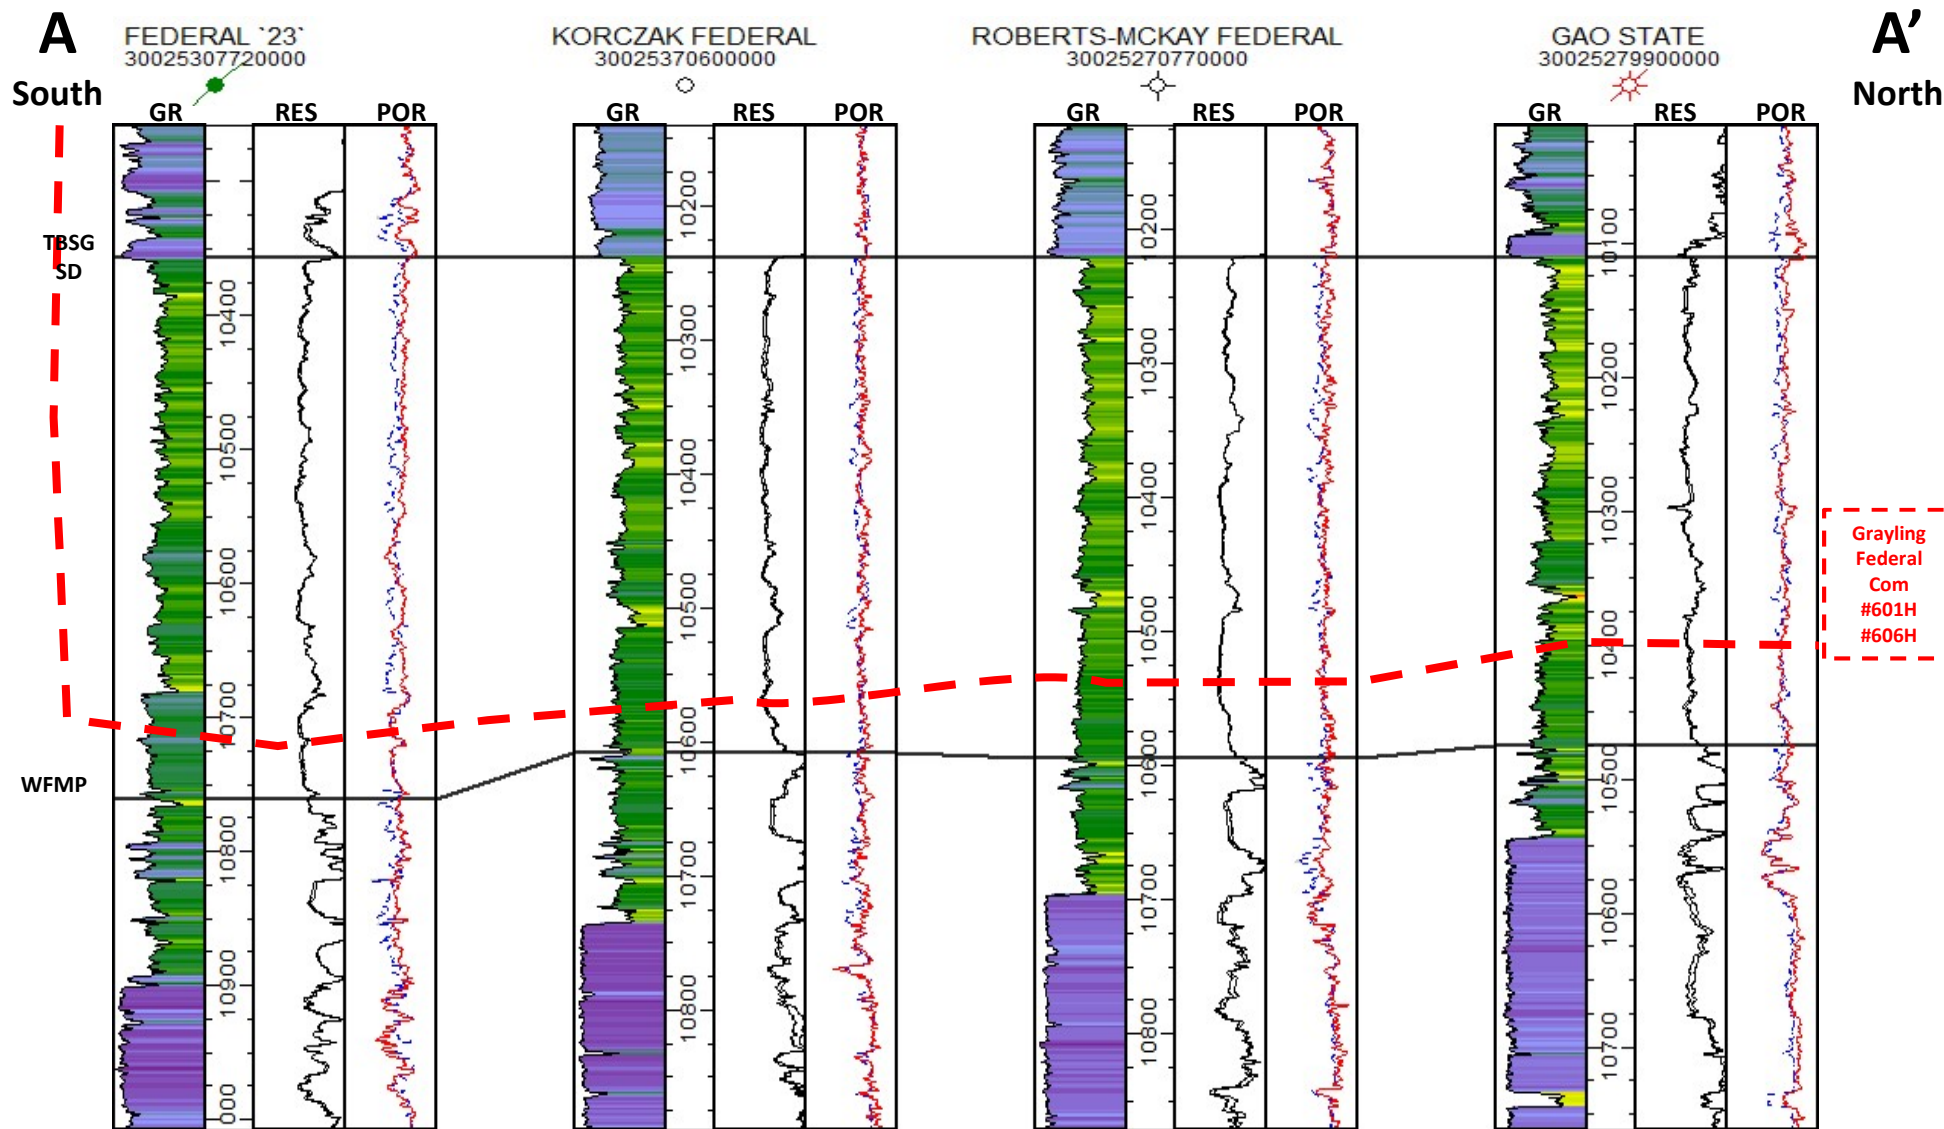 A
A’
FEDERAL `23`
30025307720000
KORCZAK FEDERAL
30025370600000
ROBERTS-MCKAY FEDERAL
30025270770000
GAO STATE
30025279900000
South
North
GR RES POR
GR RES POR
GR RES POR
GR RES POR
TBSG
SD
WFMP
10400
10500
10600
10700
10800
10900
000
10200
10300
10400
10500
10600
10700
10800
10200
10300
10400
10500
10600
10700
10800
10100
10200
10300
10400
10500
10600
10700
Grayling
Federal
Com
#601H
#606H